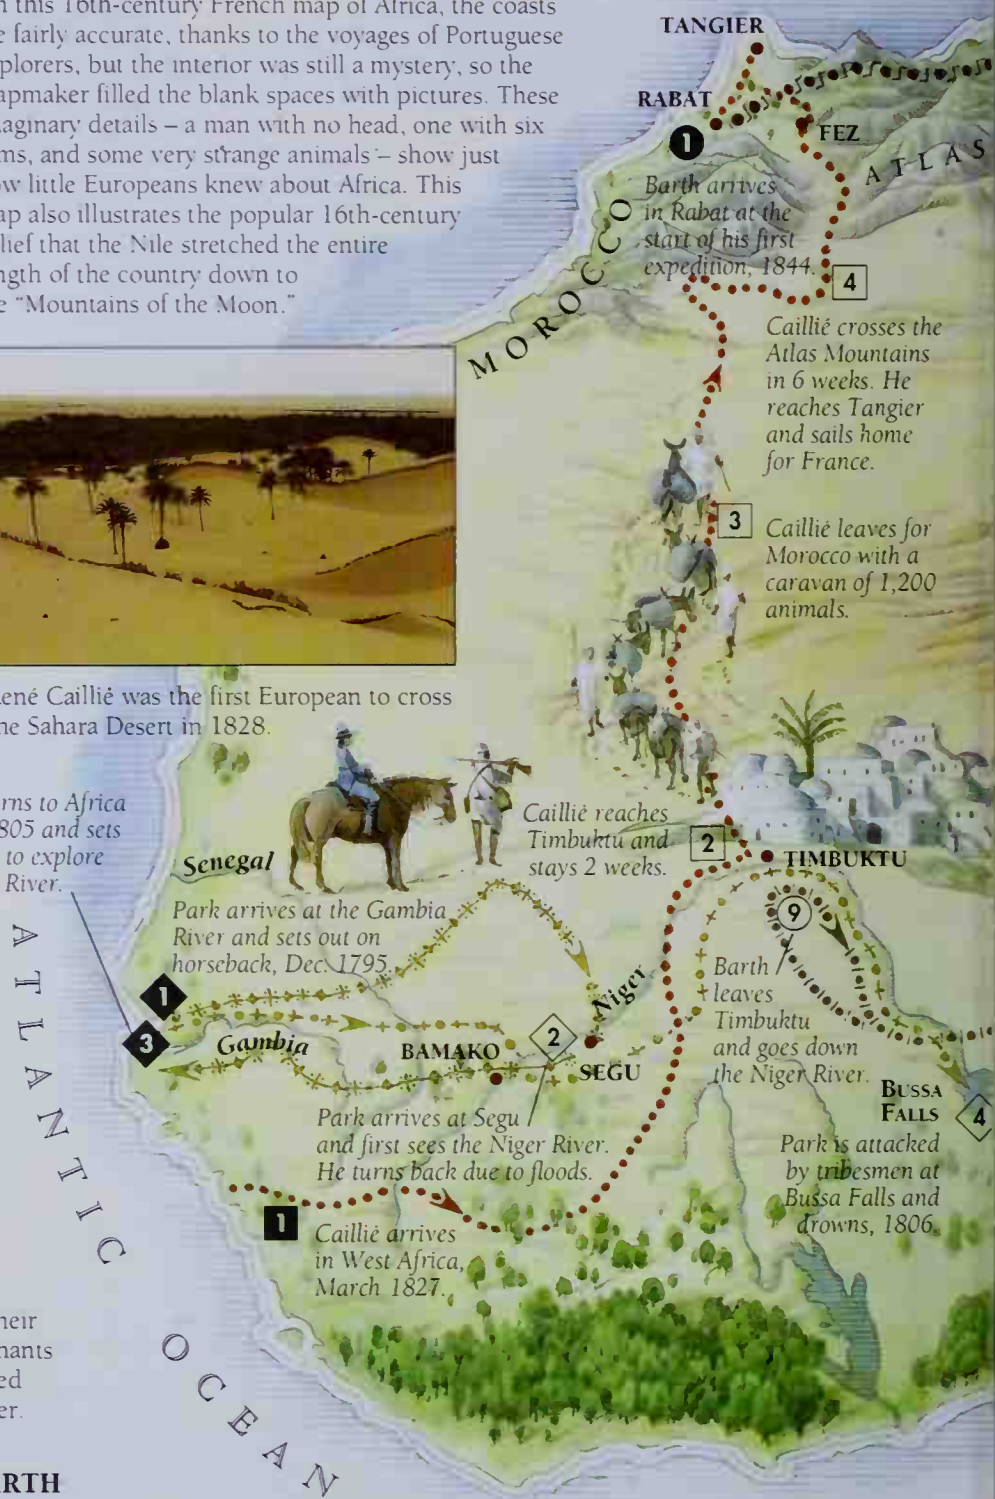 this 16th-century French map of Africa, the coasts
fairly accurate, thanks to the voyages of Portuguese
plorers, but the interior was still a mystery, so the
apmaker filled the blank spaces with pictures. These
aginary details – a man with no head, one with six
ms, and some very strange animals – show just
ow little Europeans knew about Africa. This
ap also illustrates the popular 16th-century
lief that the Nile stretched the entire
ngth of the country down to
e "Mountains of the Moon."
TANGIER
RABAT
1
FEZ
ATLAS
Barth arrives
in Rabat at the
start of his first
expedition, 1844.
MOROCCO
4
Caillié crosses the
Atlas Mountains
in 6 weeks. He
reaches Tangier
and sails home
for France.
3
Caillié leaves for
Morocco with a
caravan of 1,200
animals.
ené Caillié was the first European to cross
he Sahara Desert in 1828.
rns to Africa
805 and sets
to explore
River.
Senegal
Caillié reaches
Timbuktu and
stays 2 weeks.
2
TIMBUKTU
Park arrives at the Gambia
River and sets out on
horseback, Dec. 1795.
9
Barth
leaves
Timbuktu
and goes down
the Niger River.
1
3
Gambia
Niger
BAMAKO
2
SEGU
Park arrives at Segu
and first sees the Niger River.
He turns back due to floods.
BUSSA
FALLS
4
Park is attacked
by tribesmen at
Bussa Falls and
drowns, 1806.
1
Caillié arrives
in West Africa,
March 1827.
ATLANTIC
OCEAN
heir
hants
ed
er.
RTH